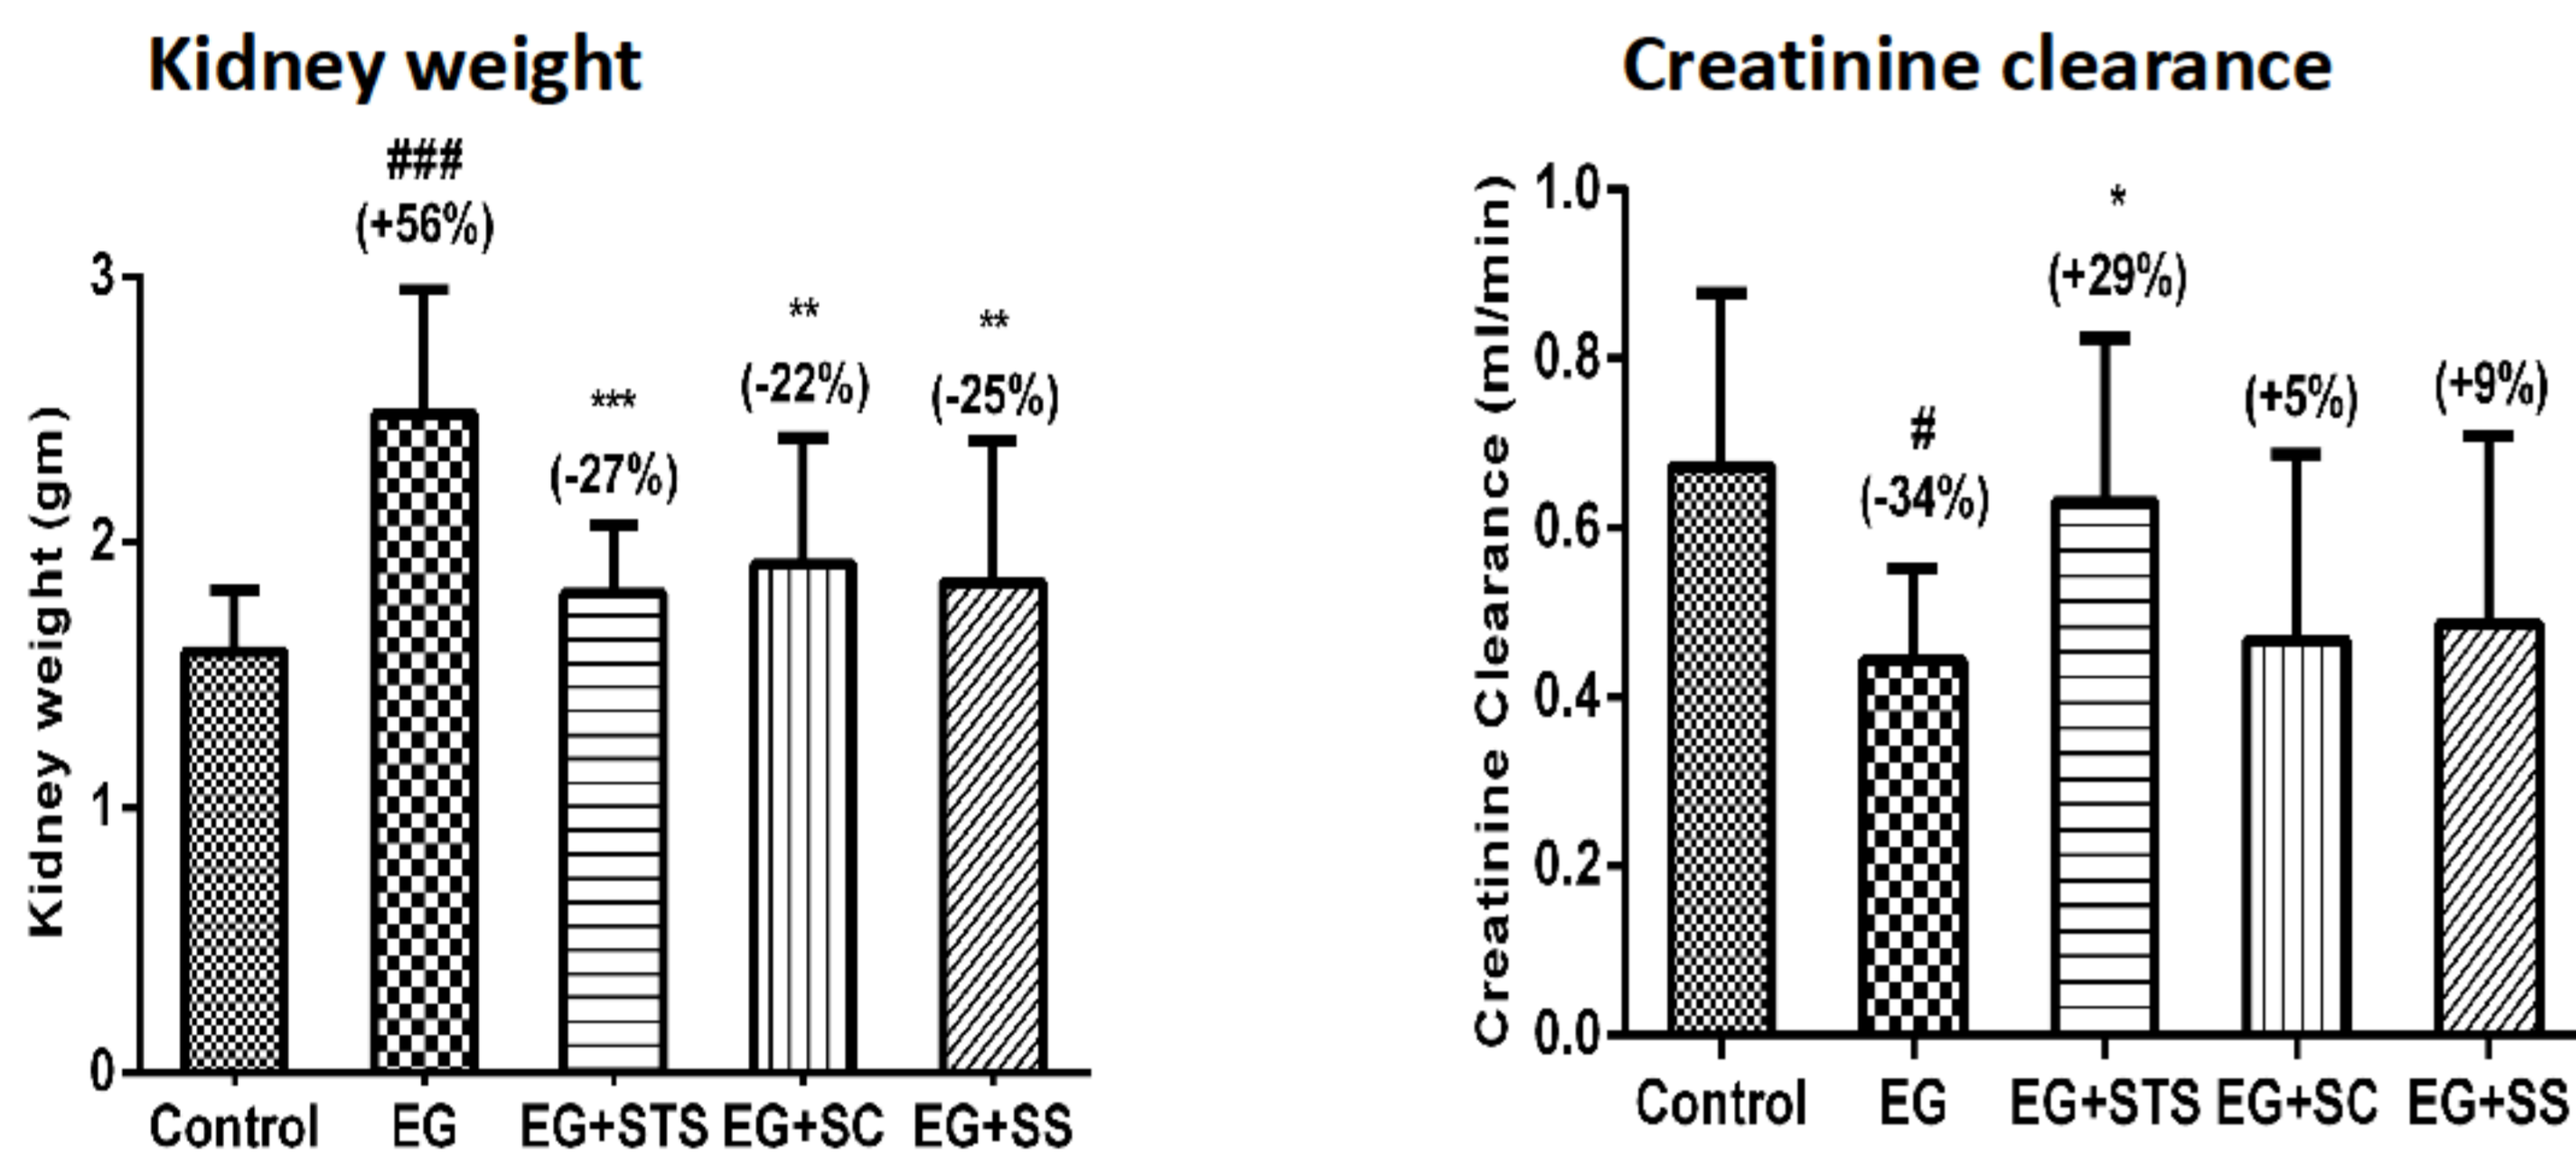 Kidney weight
###
(+56%)
***
(-27%)
**
(-22%)
**
(-25%)
Kidney weight (gm)
3
2
1
0
Control
EG
EG+STS
EG+SC
EG+SS
Creatinine clearance
#
(-34%)
*
(+29%)
(+5%)
(+9%)
Creatinine Clearance (ml/min)
1.0
0.8
0.6
0.4
0.2
0.0
Control
EG
EG+STS
EG+SC
EG+SS